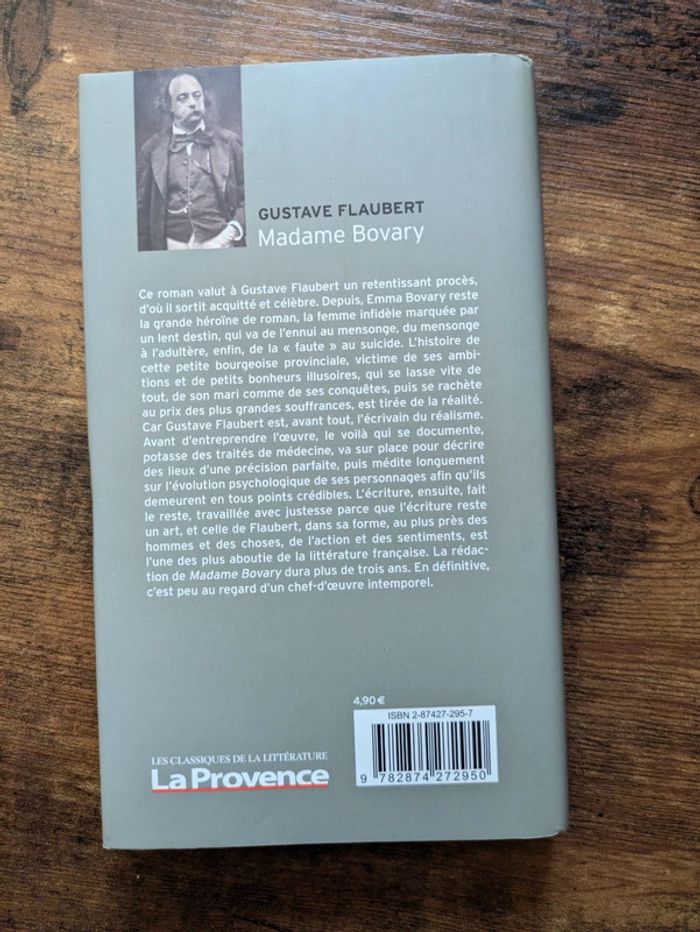 GUSTAVE FLAUBERT
Madame Bovary
Ce roman valut à Gustave Flaubert un retentissant procès,
d'où il sortit acquitté et célèbre. Depuis, Emma Bovary reste
la grande héroïne de roman, la femme infidèle marquée par
un lent destin, qui va de l'ennui au mensonge, du mensonge
à l'adultère, enfin, de la « faute » au suicide. L'histoire de
cette petite bourgeoise provinciale, victime de ses ambi-
tions et de petits bonheurs illusoires, qui se lasse vite de
tout, de son mari comme de ses conquêtes, puis se rachète
au prix des plus grandes souffrances, est tirée de la réalité.
Car Gustave Flaubert est, avant tout, l'écrivain du réalisme.
Avant d'entreprendre l'œuvre, le voilà qui se documente,
potasse des traités de médecine, va sur place pour décrire
des lieux d'une précision parfaite, puis médite longuement
sur l'évolution psychologique de ses personnages afin qu'ils
demeurent en tous points crédibles. L'écriture, ensuite, fait
le reste, travaillée avec justesse parce que l'écriture reste
un art, et celle de Flaubert, dans sa forme, au plus près des
hommes et des choses, de l'action et des sentiments, est
l'une des plus aboutie de la littérature française. La rédac-
tion de Madame Bovary dura plus de trois ans. En définitive,
c'est peu au regard d'un chef-d'œuvre intemporel.
4,90 €
ISBN 2-87427-295-7
9 782874 272950
LES CLASSIQUES DE LA LITTÉRATURE
La Provence